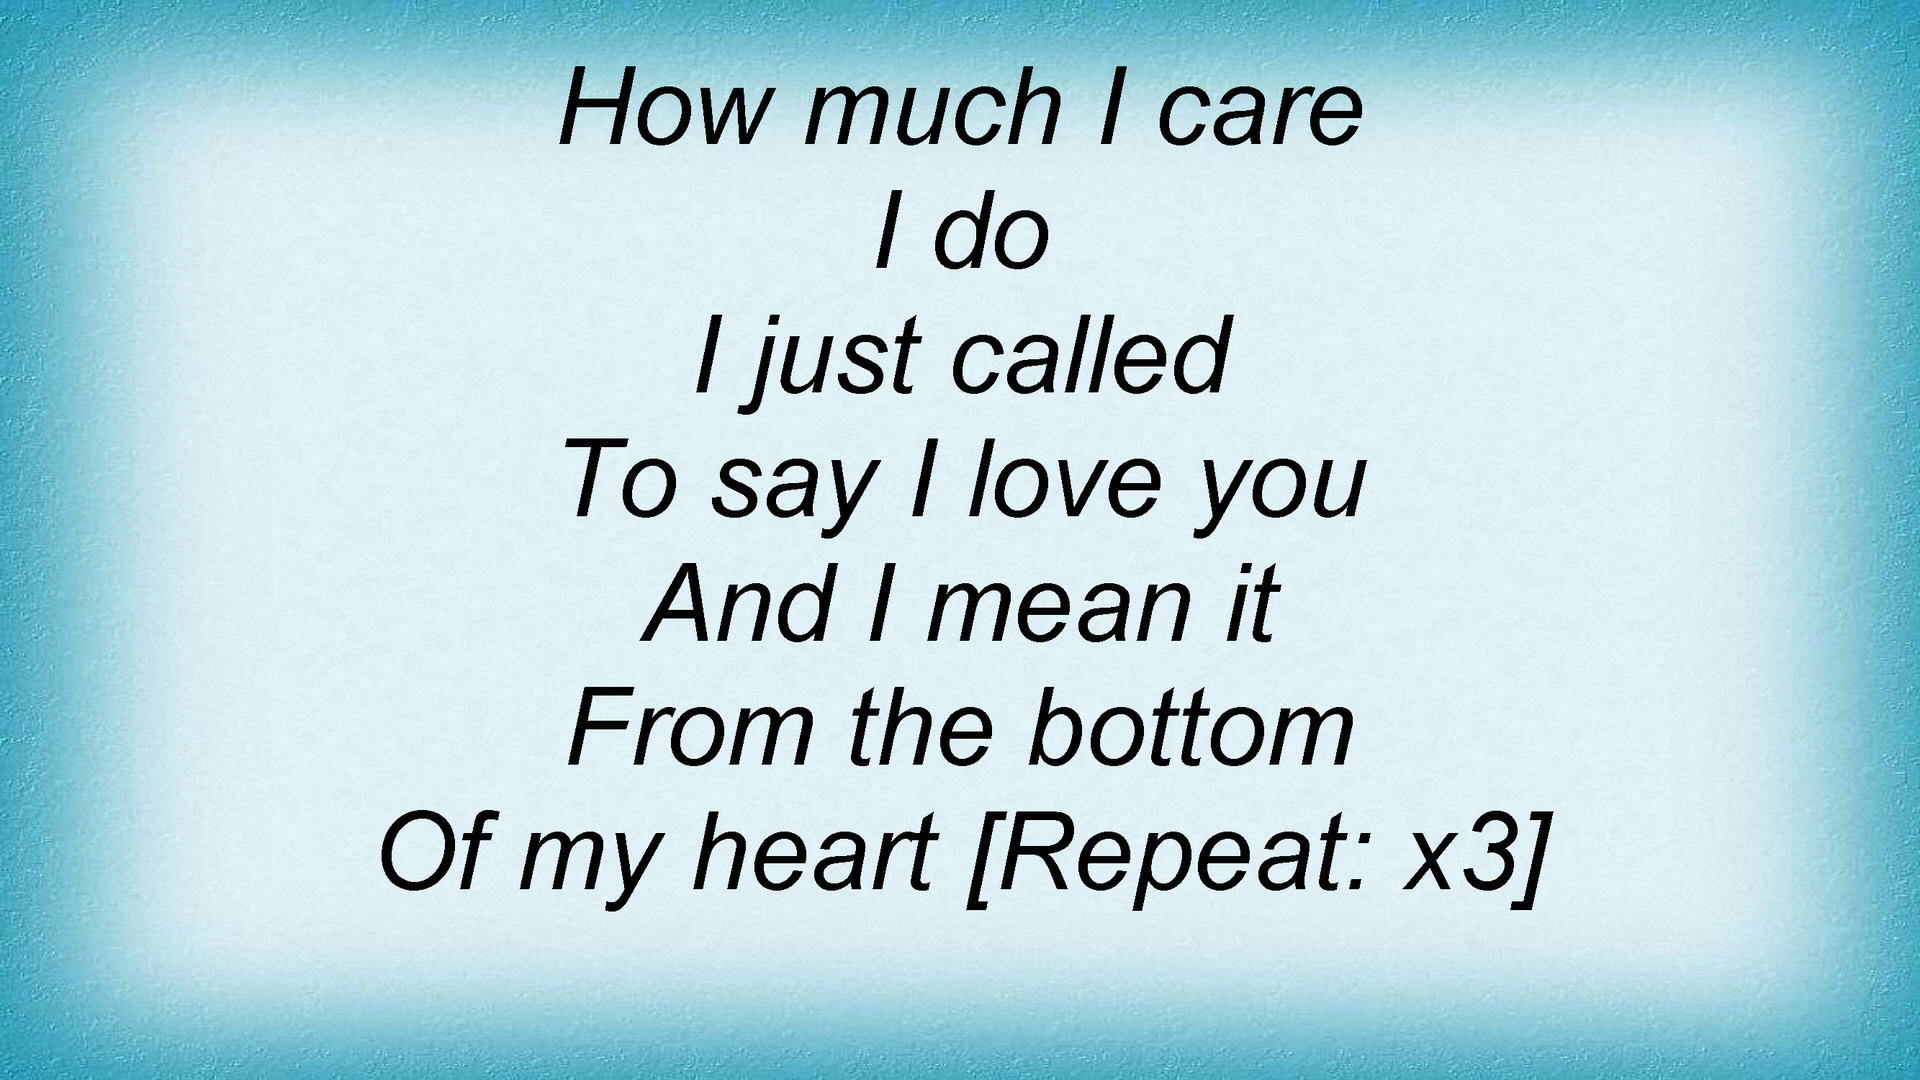 How much I care
I do
I just called
To say I love you
And I mean it
From the bottom
Of my heart [Repeat: x3]